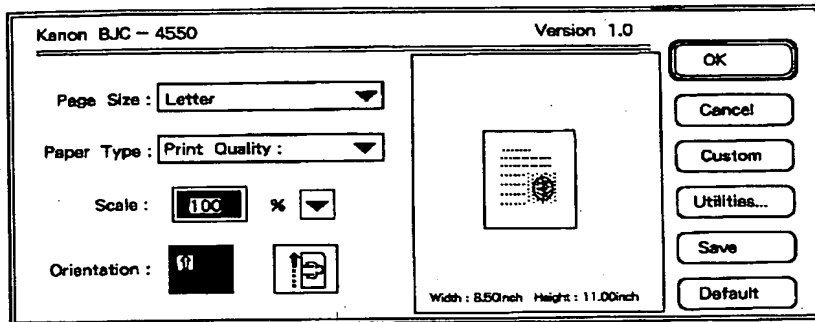 Kanon BJC - 4550 Version 1.0
OK
Page Size : Letter
Cancel
Paper Type : Print Quality :
Custom
Scale : 100 %
Utilities...
Save
Orientation :
Width : 8.50inch Height : 11.00inch
Default